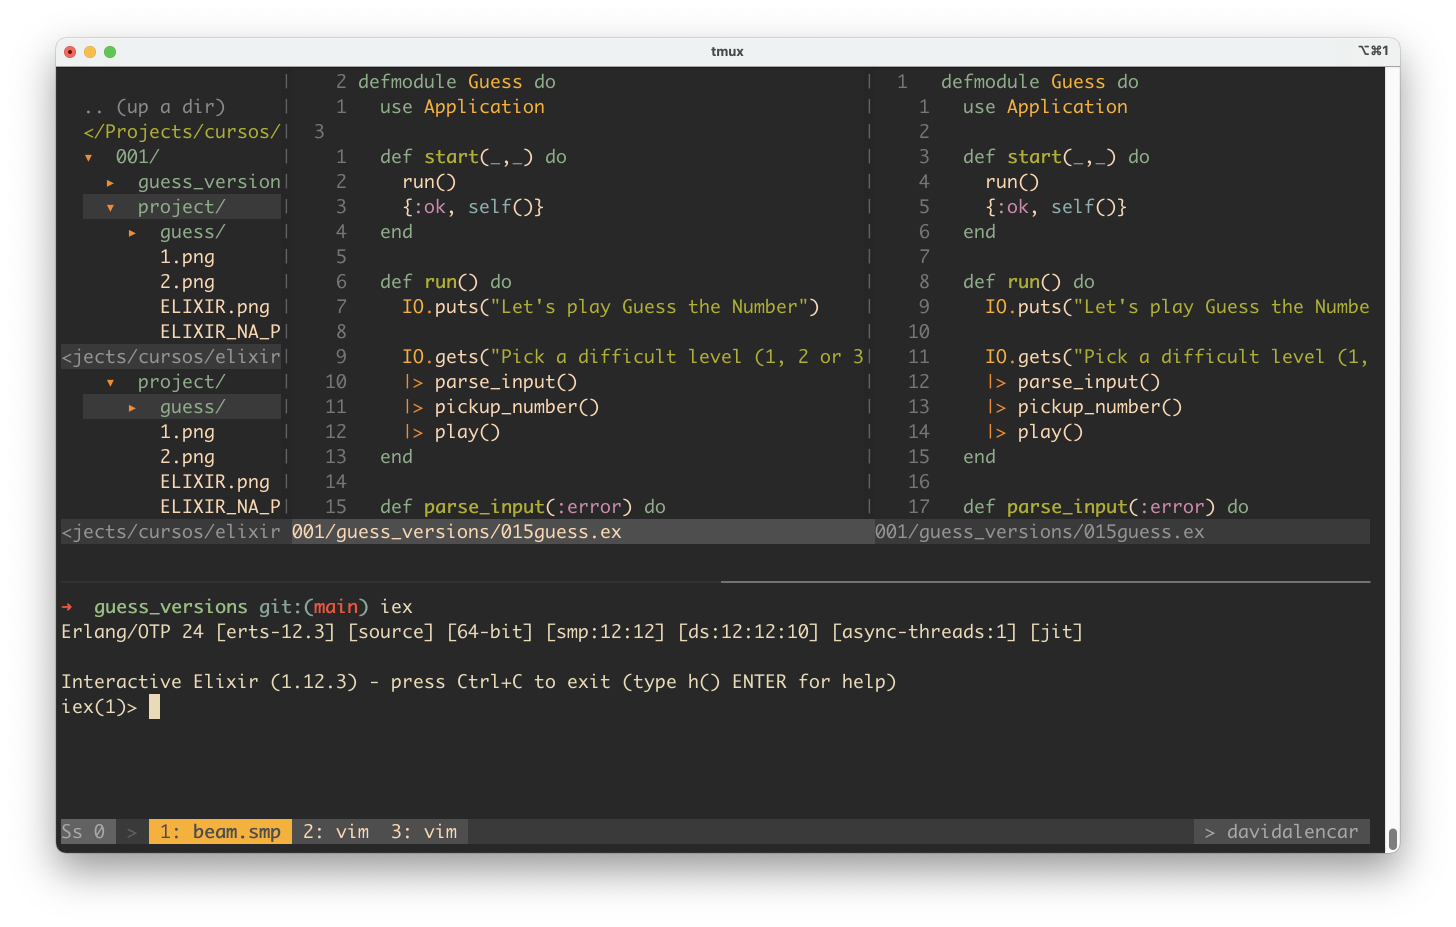 tmux
⌥⌘1
.. (up a dir)
</Projects/cursos/
▾ 001/
▸ guess_version
▾ project/
▸ guess/
1.png
2.png
ELIXIR.png
ELIXIR_NA_P
<jects/cursos/elixir
▾ project/
▸ guess/
1.png
2.png
ELIXIR.png
ELIXIR_NA_P
<jects/cursos/elixir
2 defmodule Guess do
1 use Application
3
1 def start(_,_) do
2 run()
3 {:ok, self()}
4 end
5
6 def run() do
7 IO.puts("Let's play Guess the Number")
8
9 IO.gets("Pick a difficult level (1, 2 or 3
10 |> parse_input()
11 |> pickup_number()
12 |> play()
13 end
14
15 def parse_input(:error) do
001/guess_versions/015guess.ex
1 defmodule Guess do
1 use Application
2
3 def start(_,_) do
4 run()
5 {:ok, self()}
6 end
7
8 def run() do
9 IO.puts("Let's play Guess the Numbe
10
11 IO.gets("Pick a difficult level (1,
12 |> parse_input()
13 |> pickup_number()
14 |> play()
15 end
16
17 def parse_input(:error) do
001/guess_versions/015guess.ex
➜ guess_versions git:(main) iex
Erlang/OTP 24 [erts-12.3] [source] [64-bit] [smp:12:12] [ds:12:12:10] [async-threads:1] [jit]
Interactive Elixir (1.12.3) - press Ctrl+C to exit (type h() ENTER for help)
iex(1)>
Ss 0 > 1: beam.smp 2: vim 3: vim > davidalencar